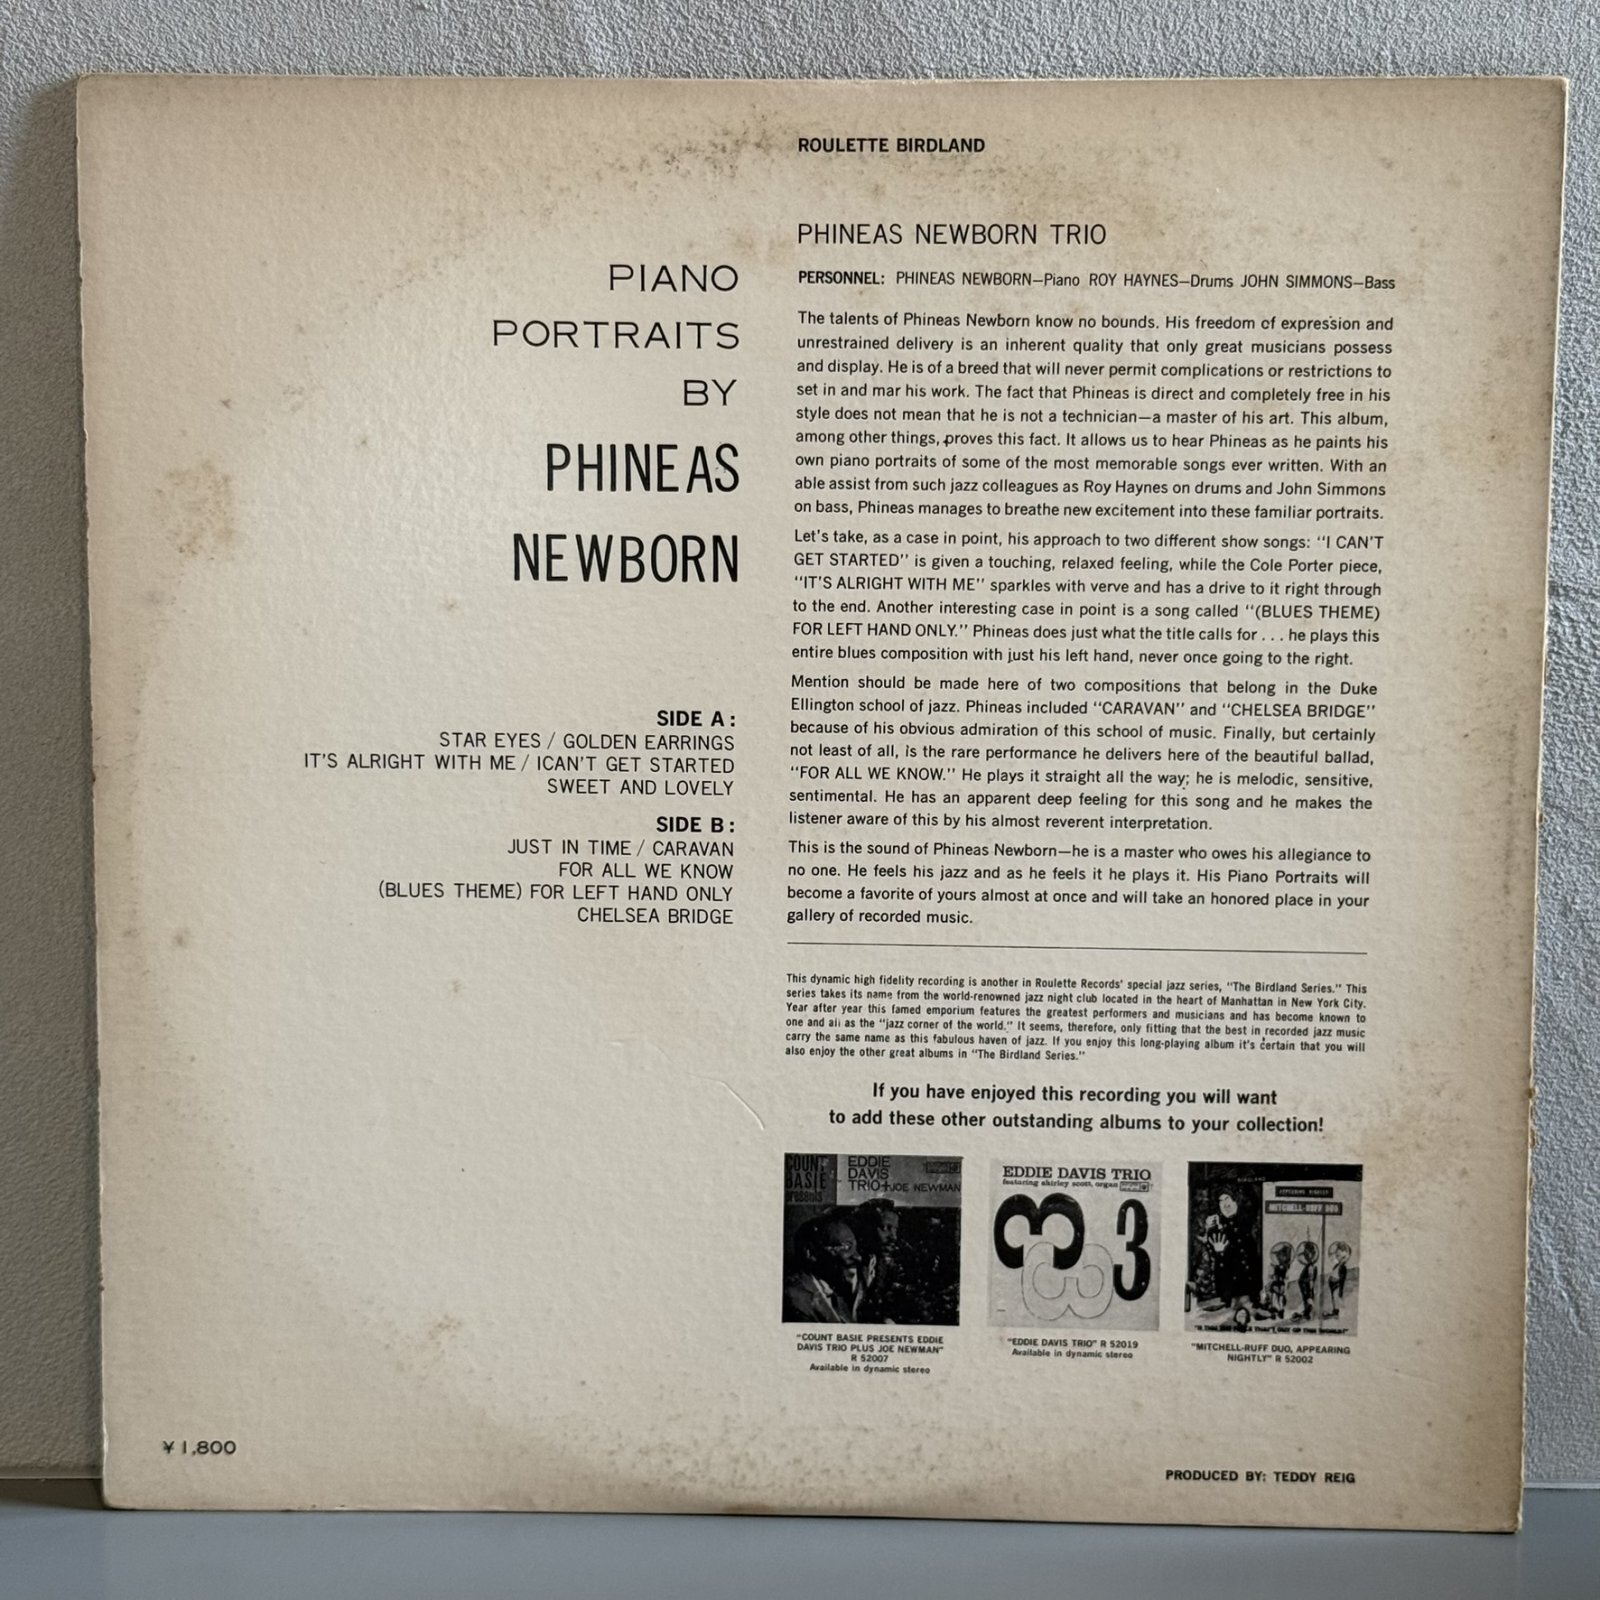 ROULETTE BIRDLAND
PIANO
PORTRAITS
BY
PHINEAS
NEWBORN
SIDE A:
STAR EYES / GOLDEN EARRINGS
IT'S ALRIGHT WITH ME / ICAN'T GET STARTED
SWEET AND LOVELY
SIDE B:
JUST IN TIME / CARAVAN
FOR ALL WE KNOW
(BLUES THEME) FOR LEFT HAND ONLY
CHELSEA BRIDGE
PHINEAS NEWBORN TRIO
PERSONNEL: PHINEAS NEWBORN—Piano ROY HAYNES—Drums JOHN SIMMONS—Bass
The talents of Phineas Newborn know no bounds. His freedom of expression and
unrestrained delivery is an inherent quality that only great musicians possess
and display. He is of a breed that will never permit complications or restrictions to
set in and mar his work. The fact that Phineas is direct and completely free in his
style does not mean that he is not a technician—a master of his art. This album,
among other things, proves this fact. It allows us to hear Phineas as he paints his
own piano portraits of some of the most memorable songs ever written. With an
able assist from such jazz colleagues as Roy Haynes on drums and John Simmons
on bass, Phineas manages to breathe new excitement into these familiar portraits.
Let's take, as a case in point, his approach to two different show songs: "I CAN'T
GET STARTED" is given a touching, relaxed feeling, while the Cole Porter piece,
"IT'S ALRIGHT WITH ME" sparkles with verve and has a drive to it right through
to the end. Another interesting case in point is a song called "(BLUES THEME)
FOR LEFT HAND ONLY." Phineas does just what the title calls for . . . he plays this
entire blues composition with just his left hand, never once going to the right.
Mention should be made here of two compositions that belong in the Duke
Ellington school of jazz. Phineas included "CARAVAN" and "CHELSEA BRIDGE"
because of his obvious admiration of this school of music. Finally, but certainly
not least of all, is the rare performance he delivers here of the beautiful ballad,
"FOR ALL WE KNOW." He plays it straight all the way; he is melodic, sensitive,
sentimental. He has an apparent deep feeling for this song and he makes the
listener aware of this by his almost reverent interpretation.
This is the sound of Phineas Newborn—he is a master who owes his allegiance to
no one. He feels his jazz and as he feels it he plays it. His Piano Portraits will
become a favorite of yours almost at once and will take an honored place in your
gallery of recorded music.
This dynamic high fidelity recording is another in Roulette Records' special jazz series, "The Birdland Series." This
series takes its name from the world-renowned jazz night club located in the heart of Manhattan in New York City.
Year after year this famed emporium features the greatest performers and musicians and has become known to
one and all as the "jazz corner of the world." It seems, therefore, only fitting that the best in recorded jazz music
carry the same name as this fabulous haven of jazz. If you enjoy this long-playing album it's certain that you will
also enjoy the other great albums in "The Birdland Series."
If you have enjoyed this recording you will want
to add these other outstanding albums to your collection!
COUNT
BASIE
presents
EDDIE
DAVIS
TRIO+JOE NEWMAN
"COUNT BASIE PRESENTS EDDIE
DAVIS TRIO PLUS JOE NEWMAN"
R 52007
Available in dynamic stereo
EDDIE DAVIS TRIO
featuring shirley scott, organ
3 3 3
"EDDIE DAVIS TRIO" R 52019
Available in dynamic stereo
BIRDLAND
APPEARING NIGHTLY
MITCHELL-RUFF DUO
"MITCHELL-RUFF DUO, APPEARING
NIGHTLY" R 52002
¥1,800
PRODUCED BY: TEDDY REIG